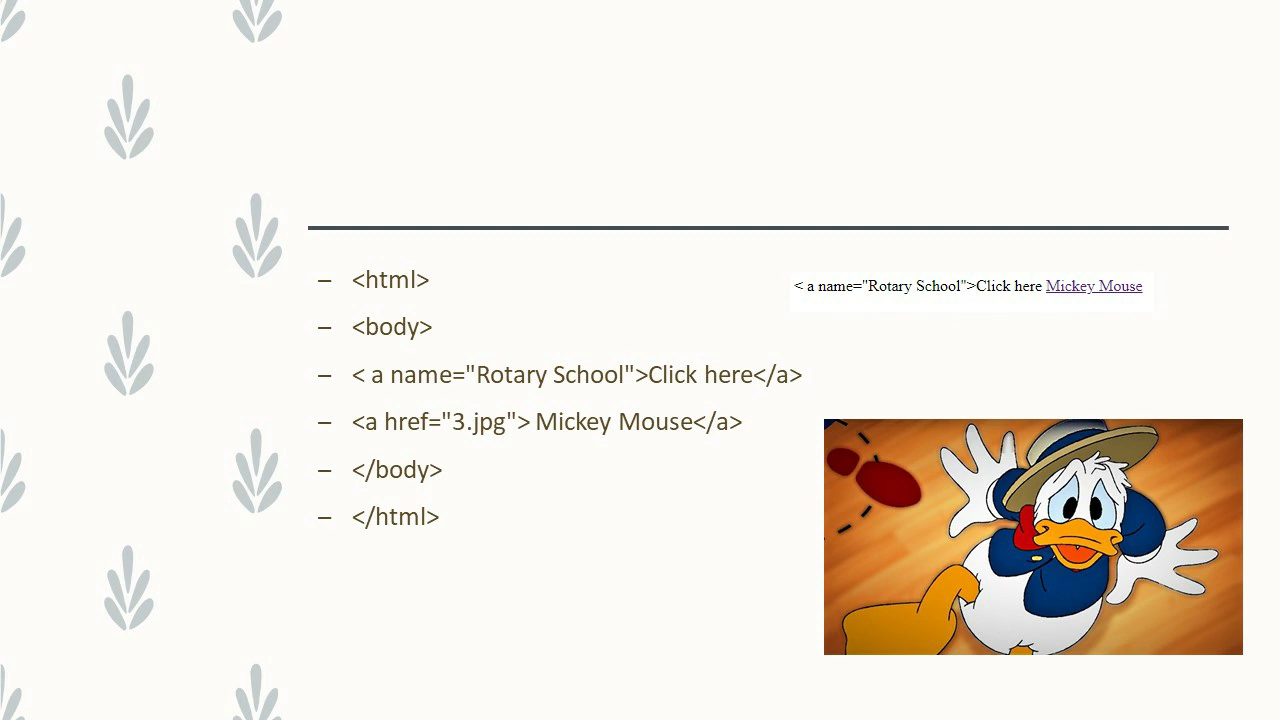 – <html>
– <body>
– < a name="Rotary School">Click here</a>
– <a href="3.jpg"> Mickey Mouse</a>
– </body>
– </html>
< a name="Rotary School">Click here Mickey Mouse